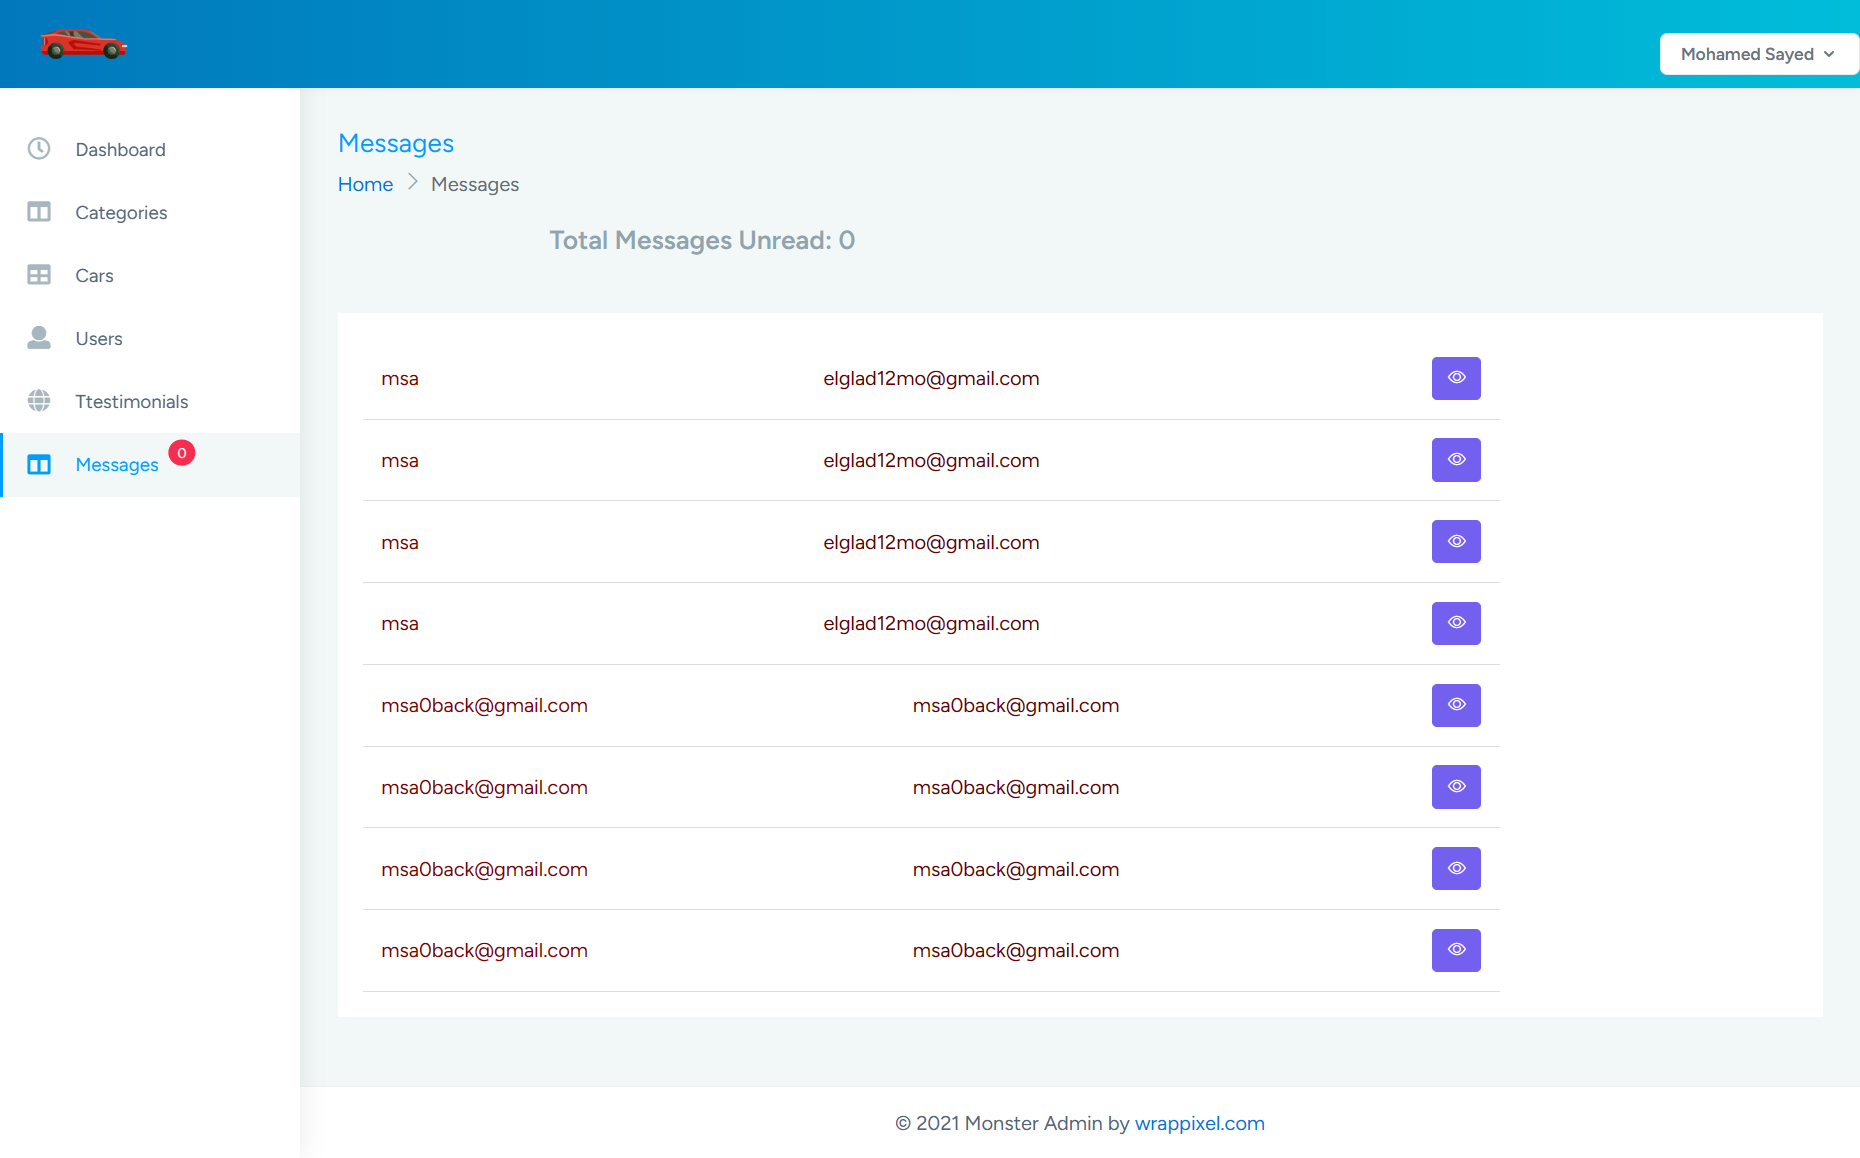 Mohamed Sayed
Dashboard
Categories
Cars
Users
Ttestimonials
Messages 0
Messages
Home Messages
Total Messages Unread: 0
msa elglad12mo@gmail.com
msa elglad12mo@gmail.com
msa elglad12mo@gmail.com
msa elglad12mo@gmail.com
msa0back@gmail.com msa0back@gmail.com
msa0back@gmail.com msa0back@gmail.com
msa0back@gmail.com msa0back@gmail.com
msa0back@gmail.com msa0back@gmail.com
© 2021 Monster Admin by wrappixel.com